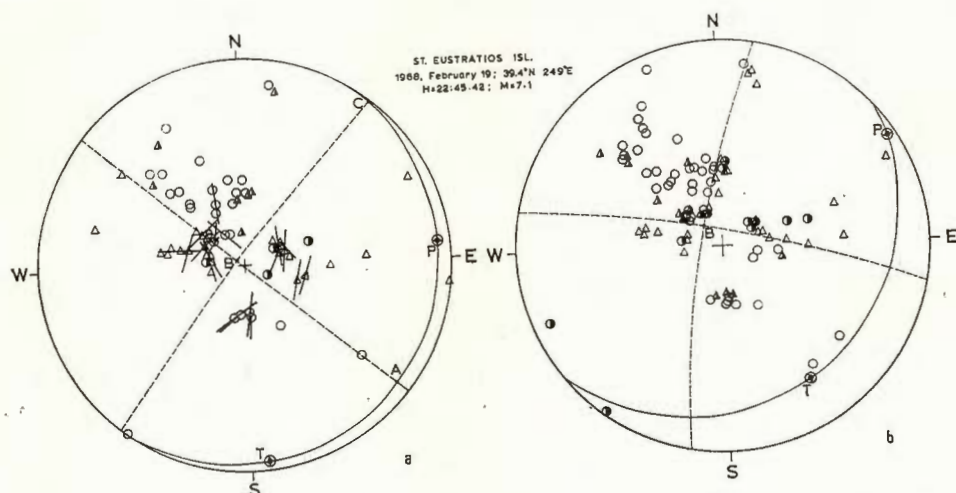 ST. EUSTRATIOS ISL.
1968, February 19; 39.4°N 24.9°E
H=22:45.42; M=7.1
N
C
P
E
W
B
A
T
S
a
N
P
E
W
B
T
S
b